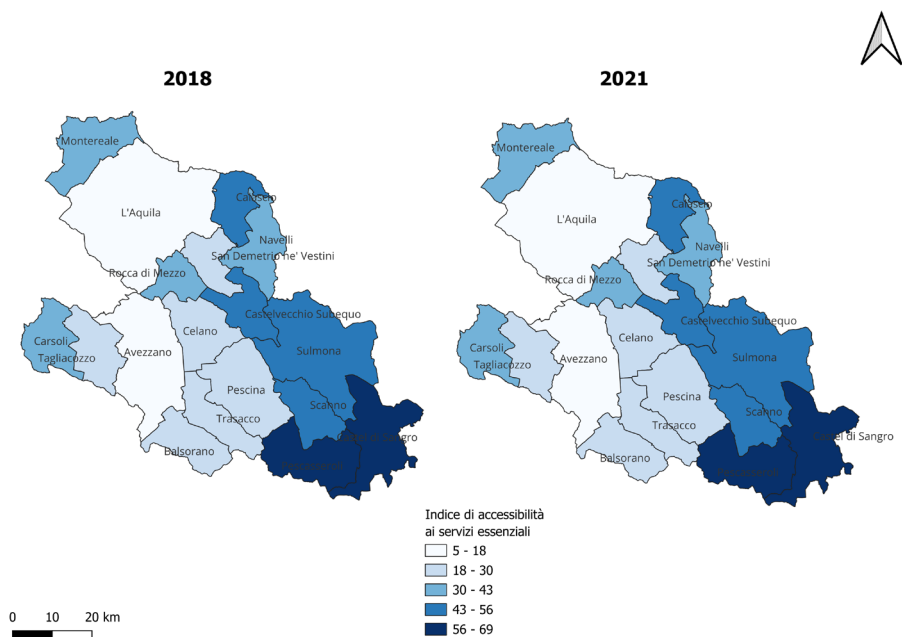 2018
2021
Montereale
L'Aquila
Calascio
Navelli
San Demetrio ne' Vestini
Rocca di Mezzo
Castelvecchio Subequo
Carsoli
Tagliacozzo
Avezzano
Celano
Sulmona
Pescina
Scanno
Trasacco
Balsorano
Castel di Sangro
Montereale
L'Aquila
Calascio
Navelli
San Demetrio ne' Vestini
Rocca di Mezzo
Castelvecchio Subequo
Carsoli
Tagliacozzo
Avezzano
Celano
Sulmona
Pescina
Scanno
Trasacco
Balsorano
Castel di Sangro
Indice di accessibilità
ai servizi essenziali
5 - 18
18 - 30
30 - 43
43 - 56
56 - 69
0 10 20 km